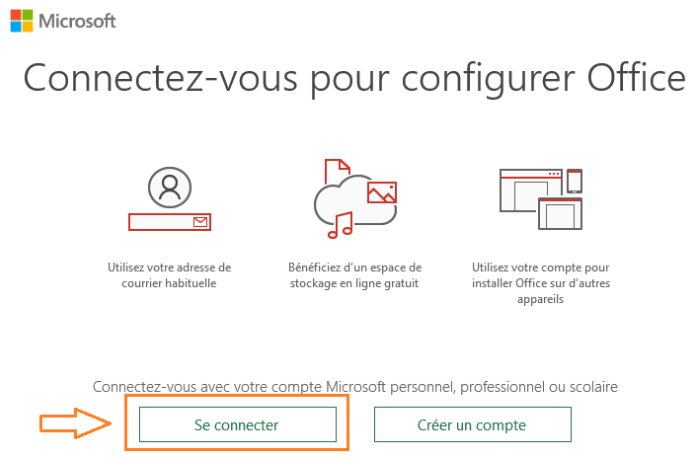 Microsoft
Connectez-vous pour configurer Office
Utilisez votre adresse de
courrier habituelle
Bénéficiez d'un espace de
stockage en ligne gratuit
Utilisez votre compte pour
installer Office sur d'autres
appareils
Connectez-vous avec votre compte Microsoft personnel, professionnel ou scolaire
Se connecter
Créer un compte